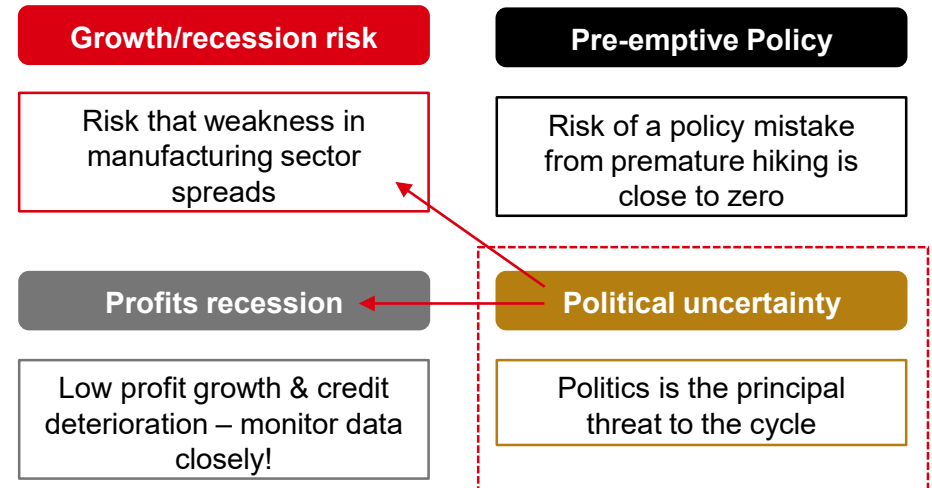 Growth/recession risk
Risk that weakness in
manufacturing sector
spreads
Pre-emptive Policy
Risk of a policy mistake
from premature hiking is
close to zero
Profits recession
Low profit growth & credit
deterioration – monitor data
closely!
Political uncertainty
Politics is the principal
threat to the cycle